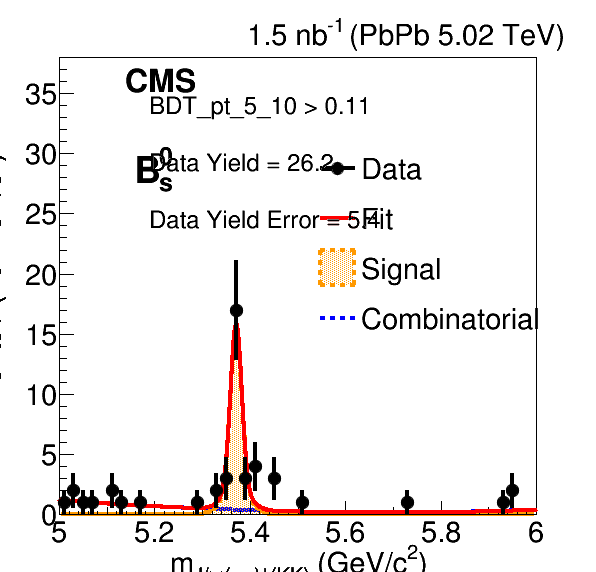 1.5 nb⁻¹ (PbPb 5.02 TeV)
CMS
BDT_pt_5_10 > 0.11
B⁰ₛ
Data Yield = 26.2
Data Yield Error = 5.4
Data
Fit
Signal
Combinatorial
35
30
25
20
15
10
5
0
5 5.2 5.4 5.6 5.8 6
(GeV/c²)